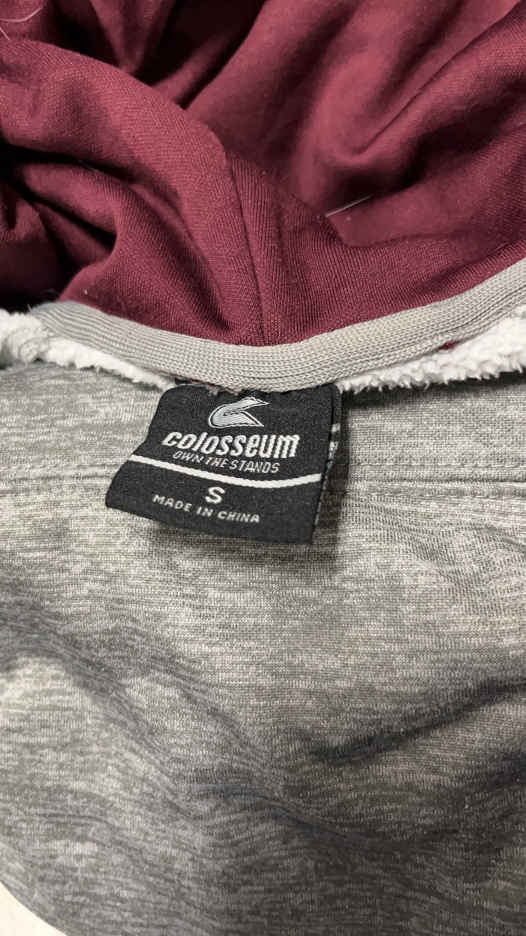 COLOSSEUM
OWN THE STANDS
S
MADE IN CHINA